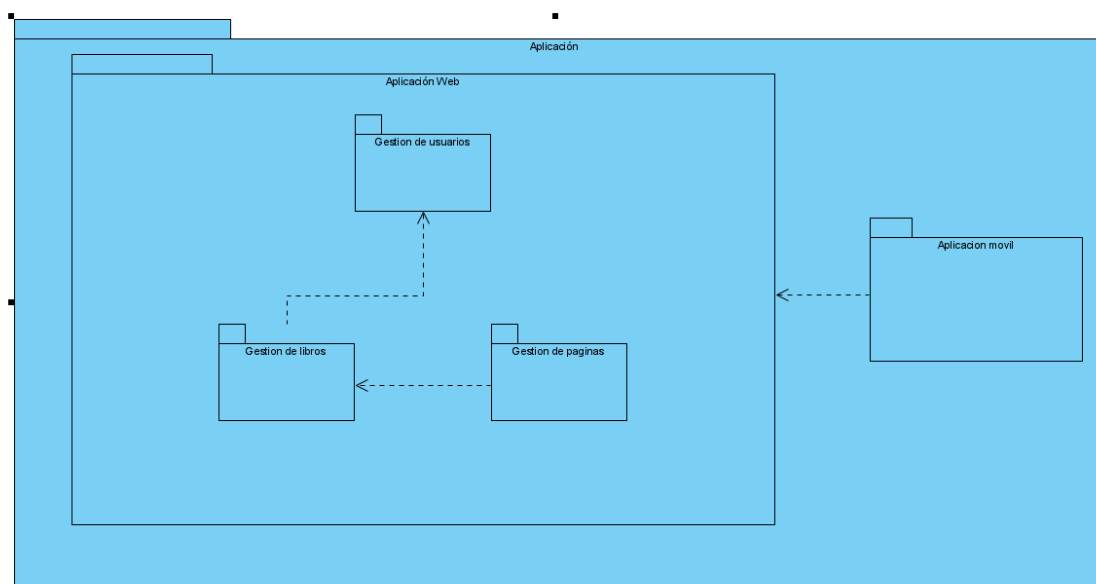 Aplicación
Aplicación Web
Gestion de usuarios
Aplicacion movil
Gestion de libros
Gestion de paginas